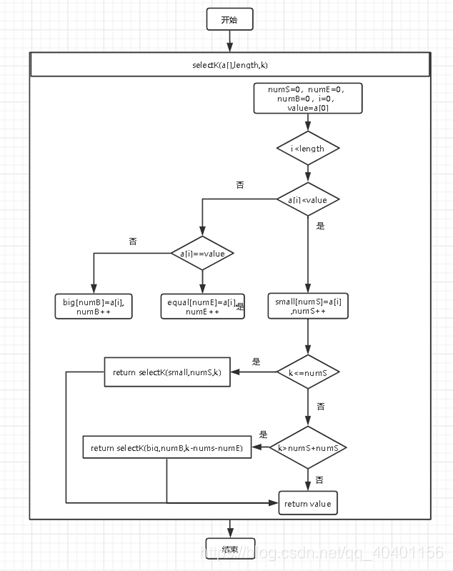 开始
selectK(a[],length,k)
numS=0, numE=0,
numB=0, i=0,
value=a[0]
i<length
否
a[i]<value
是
否
a[i]==value
big[numB]=a[i],
numB++
equal[numE]=a[i],
numE++
是
small[numS]=a[i]
,numS++
return selectK(small,numS,k)
是
k<=numS
否
return selectK(big,numB,k-nums-numE)
是
k>numS+numS
否
return value
结束
https://blog.csdn.net/qq_40401156